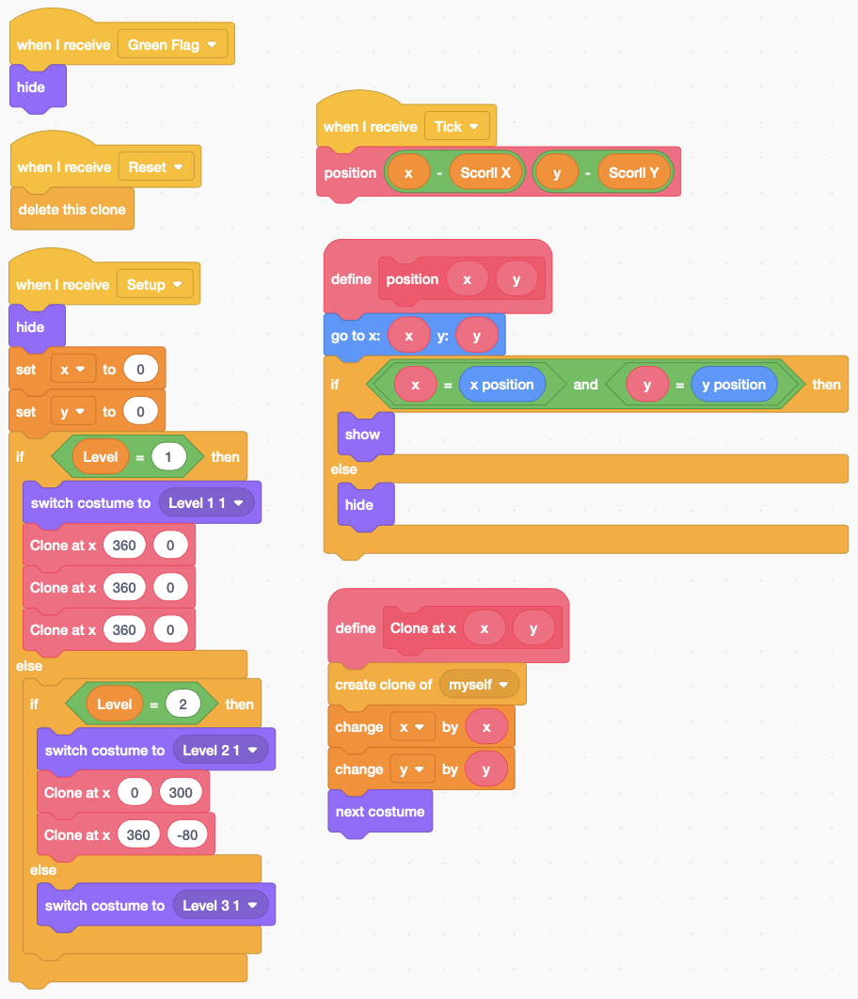 when I receive Green Flag
hide
when I receive Reset
delete this clone
when I receive Setup
hide
set x to 0
set y to 0
if Level = 1 then
switch costume to Level 1 1
Clone at x 360 0
Clone at x 360 0
Clone at x 360 0
else
if Level = 2 then
switch costume to Level 2 1
Clone at x 0 300
Clone at x 360 -80
else
switch costume to Level 3 1
when I receive Tick
position x - Scorll X y - Scorll Y
define position x y
go to x: x y: y
if x = x position and y = y position then
show
else
hide
define Clone at x x y
create clone of myself
change x by x
change y by y
next costume